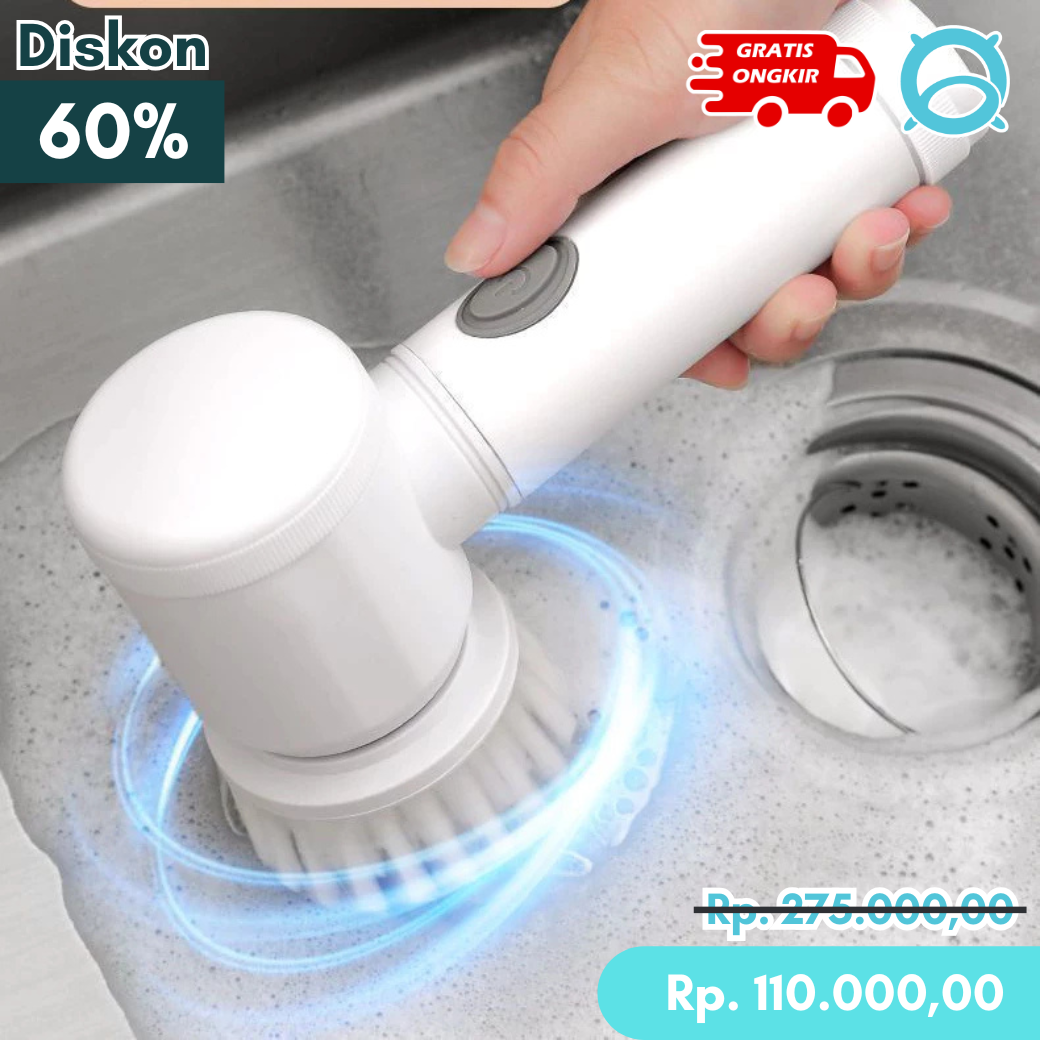 Diskon
60%
GRATIS
ONGKIR
Rp. 275.000,00
Rp. 110.000,00